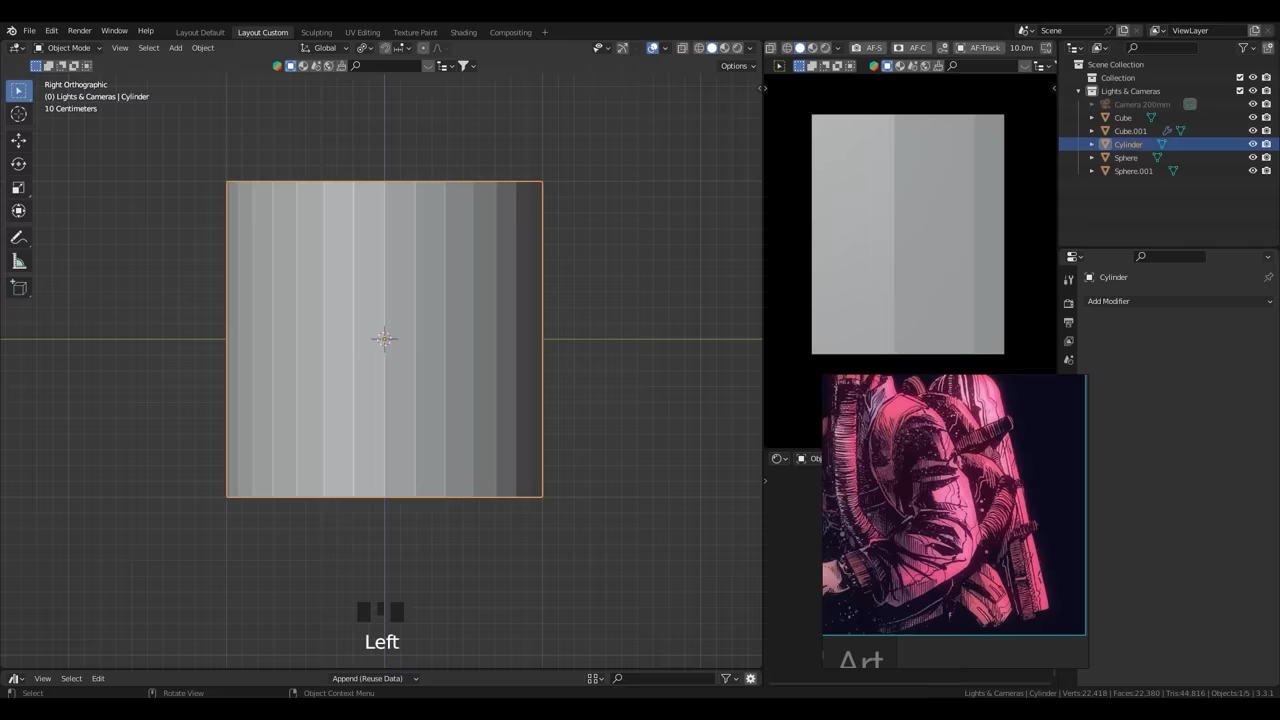 File Edit Render Window Help Layout Default Layout Custom Sculpting UV Editing Texture Paint Shading Compositing + Scene ViewLayer
Object Mode View Select Add Object Global AF-S AF-C AF-Track 10.0m
Options
Right Orthographic
(0) Lights & Cameras | Cylinder
10 Centimeters
Scene Collection
Collection
Lights & Cameras
Camera 200mm
Cube
Cube.001
Cylinder
Sphere
Sphere.001
Cylinder
Add Modifier
Obj
Art
Left
View Select Edit Append (Reuse Data)
Select Rotate View Object Context Menu Lights & Cameras | Cylinder | Verts:22,418 | Faces:22,380 | Tris:44,816 | Objects:1/5 | 3.3.1